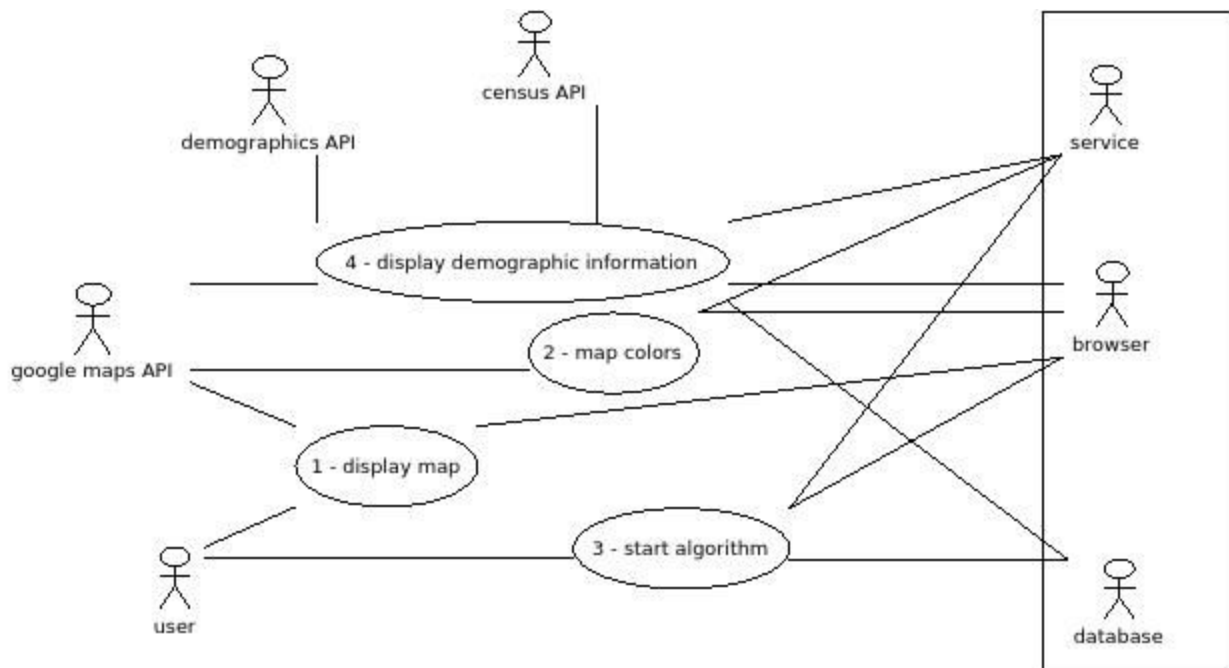 census API
demographics API
service
4 - display demographic information
browser
2 - map colors
google maps API
1 - display map
3 - start algorithm
user
database